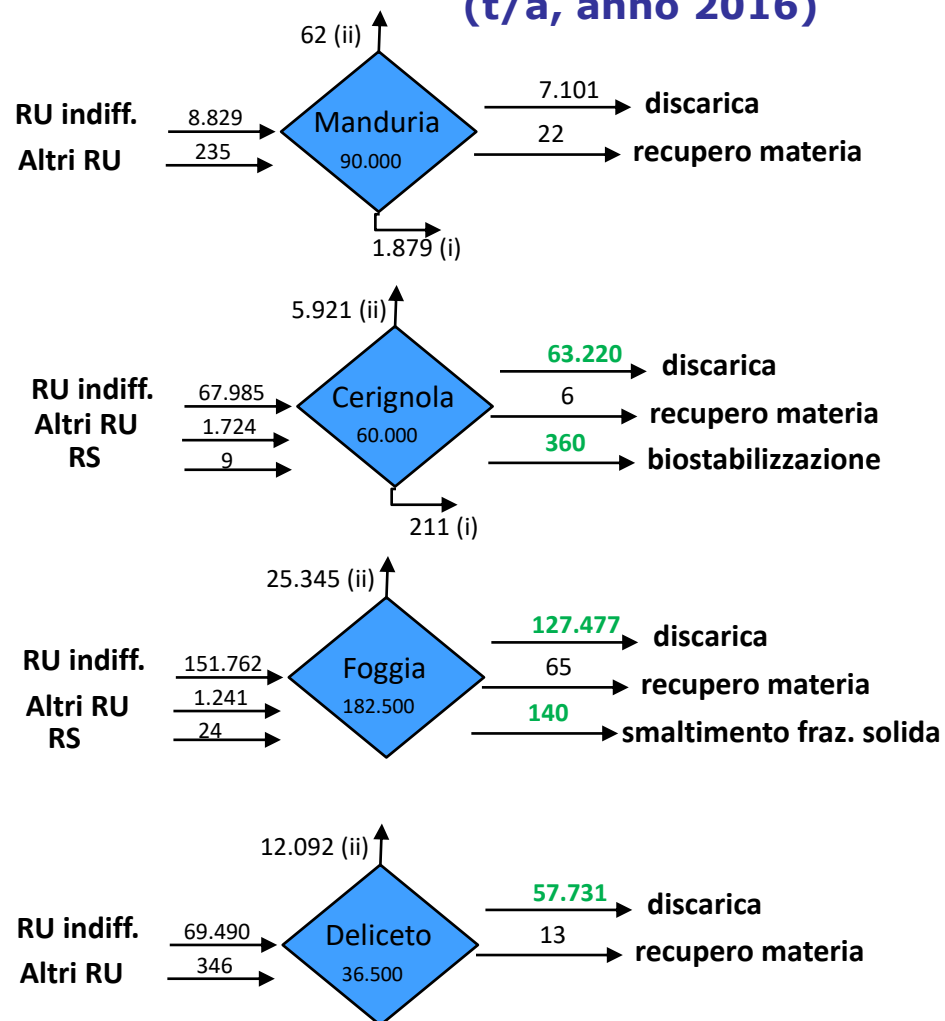 (t/a, anno 2016)
62 (ii)
RU indiff.
8.829
Altri RU
235
Manduria
90.000
7.101
discarica
22
recupero materia
1.879 (i)
5.921 (ii)
RU indiff.
67.985
Altri RU
1.724
RS
9
Cerignola
60.000
63.220
discarica
6
recupero materia
360
biostabilizzazione
211 (i)
25.345 (ii)
RU indiff.
151.762
Altri RU
1.241
RS
24
Foggia
182.500
127.477
discarica
65
recupero materia
140
smaltimento fraz. solida
12.092 (ii)
RU indiff.
69.490
Altri RU
346
Deliceto
36.500
57.731
discarica
13
recupero materia